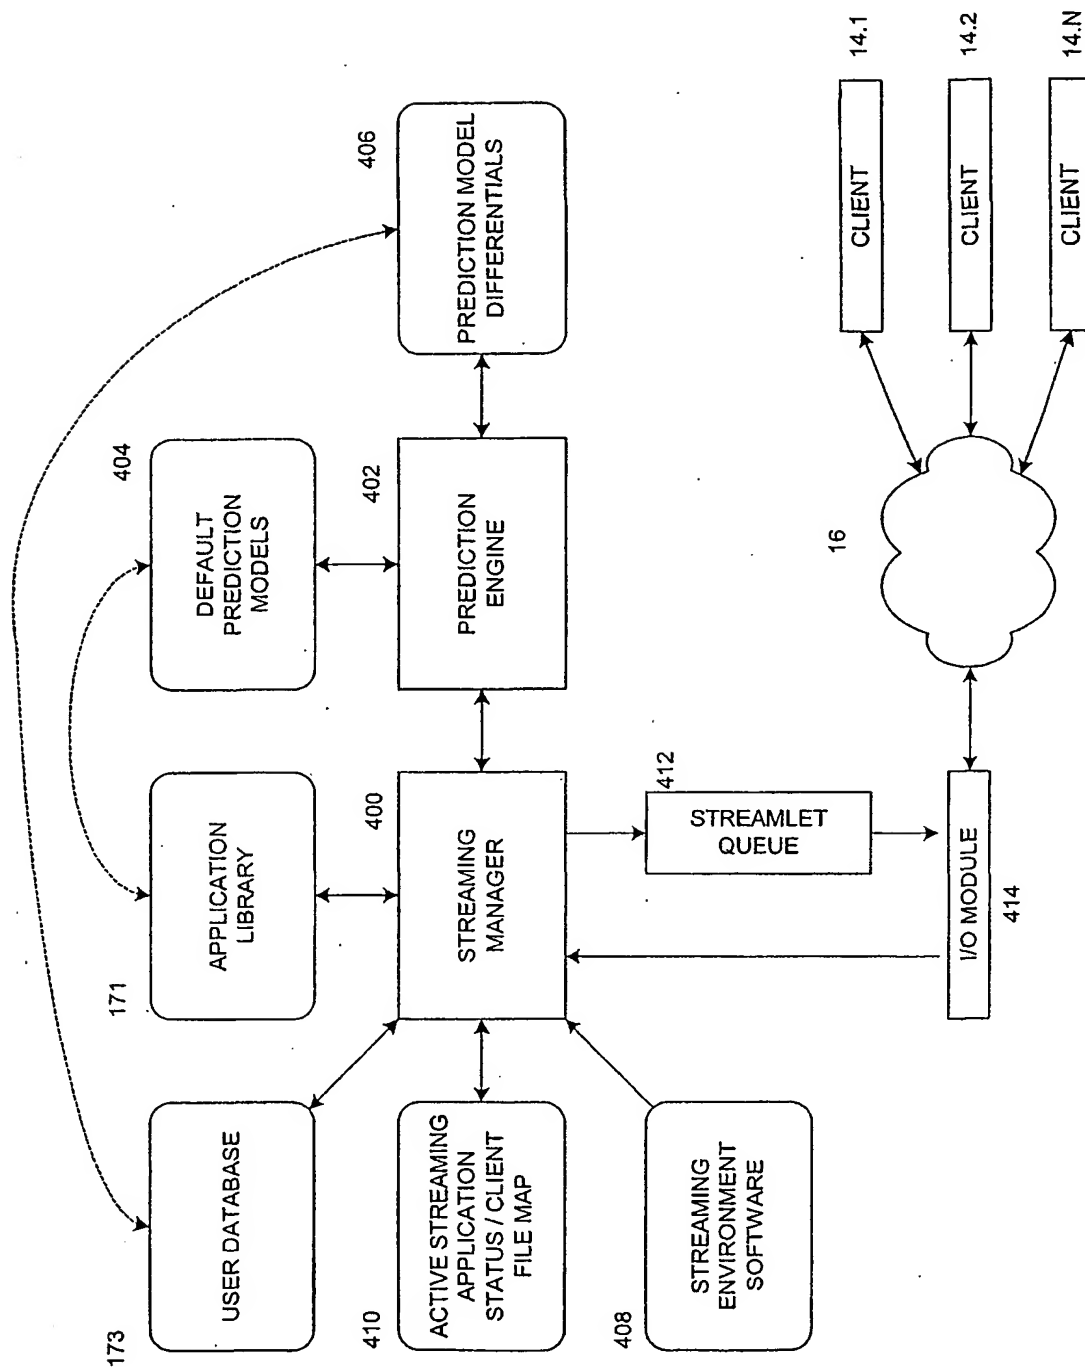 173
USER DATABASE
171
APPLICATION
LIBRARY
404
DEFAULT
PREDICTION
MODELS
410
ACTIVE STREAMING
APPLICATION
STATUS / CLIENT
FILE MAP
400
STREAMING
MANAGER
402
PREDICTION
ENGINE
406
PREDICTION MODEL
DIFFERENTIALS
408
STREAMING
ENVIRONMENT
SOFTWARE
412
STREAMLET
QUEUE
I/O MODULE
414
16
CLIENT
14.1
CLIENT
14.2
CLIENT
14.N